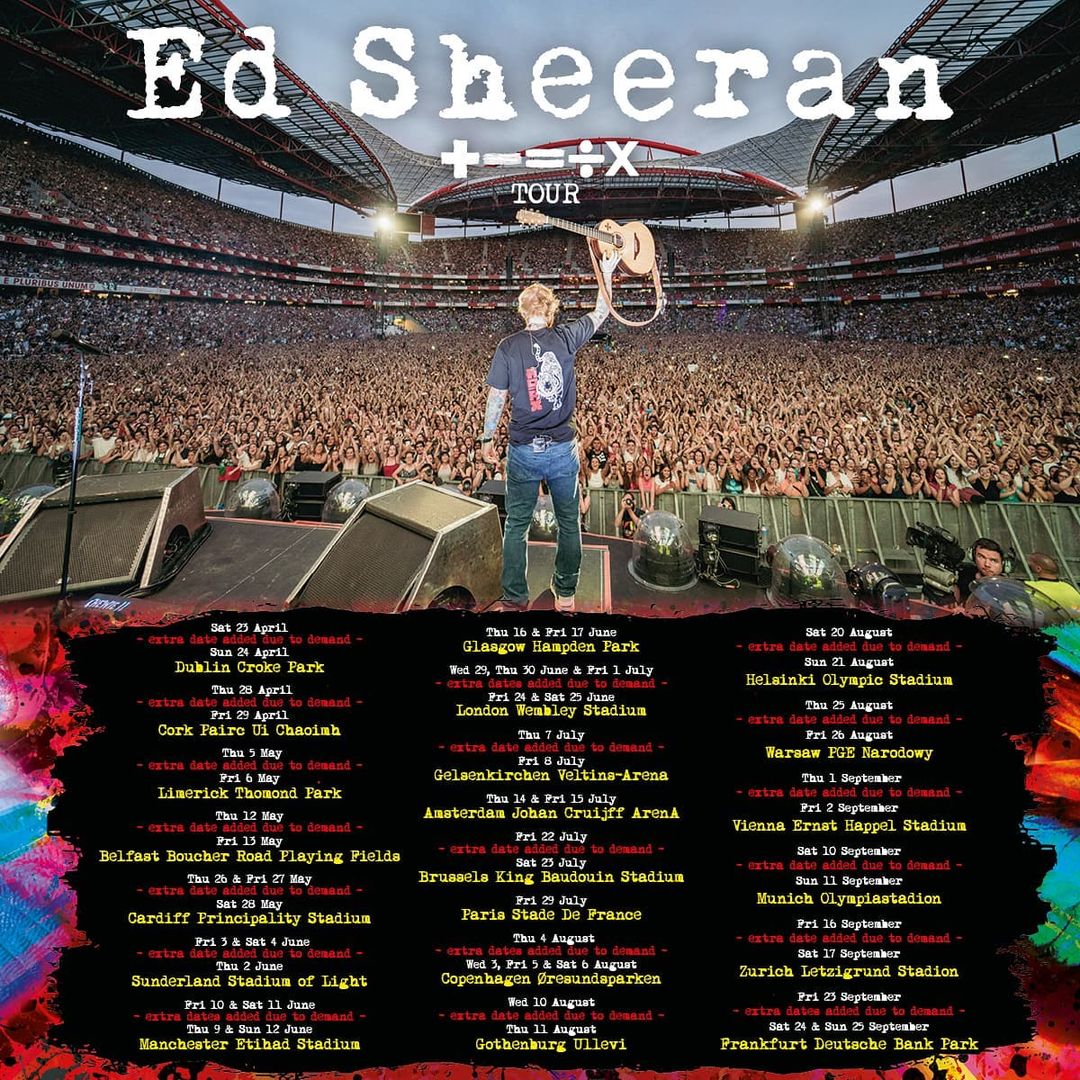 Ed Sheeran
+-=÷x
TOUR
E PLURIBUS UNUM
Sat 23 April
- extra date added due to demand -
Sun 24 April
Dublin Croke Park
Thu 28 April
- extra date added due to demand -
Fri 29 April
Cork Pairc Ui Chaoimh
Thu 5 May
- extra date added due to demand -
Fri 6 May
Limerick Thomond Park
Thu 12 May
- extra date added due to demand -
Fri 13 May
Belfast Boucher Road Playing Fields
Thu 26 & Fri 27 May
- extra date added due to demand -
Sat 28 May
Cardiff Principality Stadium
Fri 3 & Sat 4 June
- extra date added due to demand -
Thu 2 June
Sunderland Stadium of Light
Fri 10 & Sat 11 June
- extra dates added due to demand -
Thu 9 & Sun 12 June
Manchester Etihad Stadium
Thu 16 & Fri 17 June
Glasgow Hampden Park
Wed 29, Thu 30 June & Fri 1 July
- extra dates added due to demand -
Fri 24 & Sat 25 June
London Wembley Stadium
Thu 7 July
- extra date added due to demand -
Fri 8 July
Gelsenkirchen Veltins-Arena
Thu 14 & Fri 15 July
Amsterdam Johan Cruijff ArenA
Fri 22 July
- extra date added due to demand -
Sat 23 July
Brussels King Baudouin Stadium
Fri 29 July
Paris Stade De France
Thu 4 August
- extra dates added due to demand -
Wed 3, Fri 5 & Sat 6 August
Copenhagen Øresundsparken
Wed 10 August
- extra date added due to demand -
Thu 11 August
Gothenburg Ullevi
Sat 20 August
- extra date added due to demand -
Sun 21 August
Helsinki Olympic Stadium
Thu 25 August
- extra date added due to demand -
Fri 26 August
Warsaw PGE Narodowy
Thu 1 September
- extra date added due to demand -
Fri 2 September
Vienna Ernst Happel Stadium
Sat 10 September
- extra date added due to demand -
Sun 11 September
Munich Olympiastadion
Fri 16 September
- extra date added due to demand -
Sat 17 September
Zurich Letzigrund Stadion
Fri 23 September
- extra dates added due to demand -
Sat 24 & Sun 25 September
Frankfurt Deutsche Bank Park